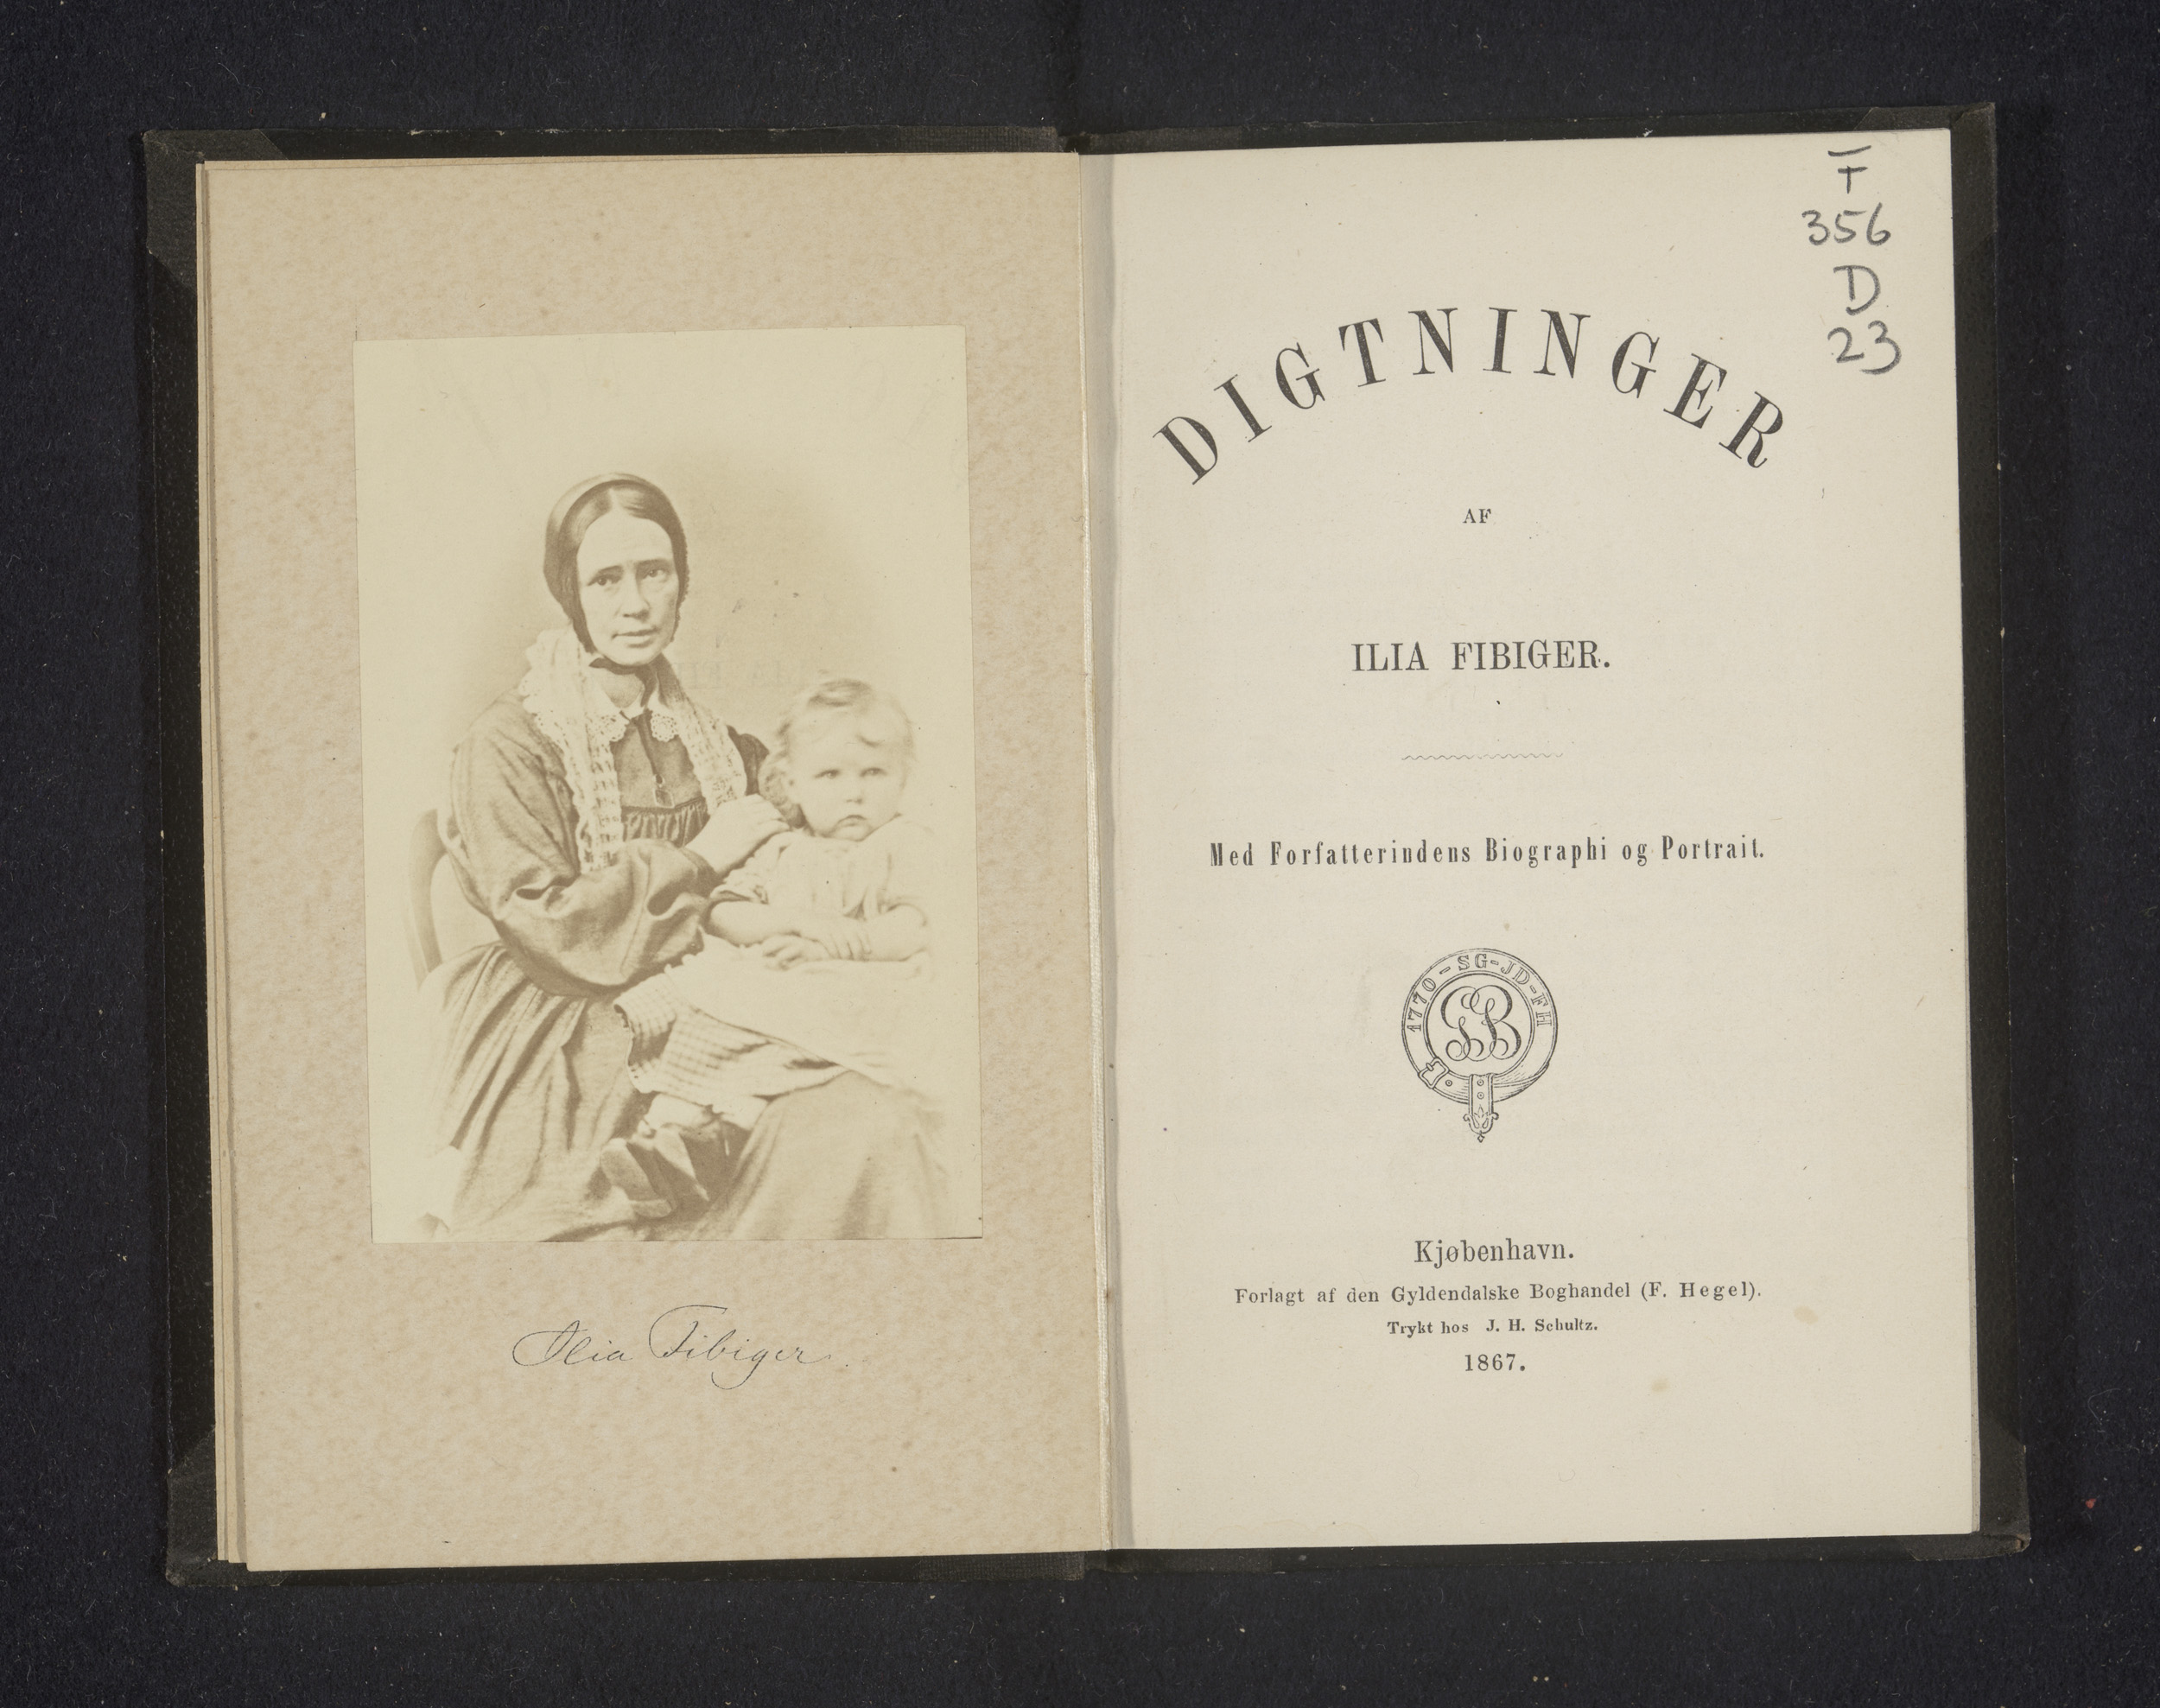 Ilia Fibiger.
T
356
D
23
DIGTNINGER
AF
ILIA FIBIGER.
Med Forfatterindens Biographi og Portrait.
1770-SG-JD-FH
GB
Kjøbenhavn.
Forlagt af den Gyldendalske Boghandel (F. Hegel).
Trykt hos J. H. Schultz.
1867.